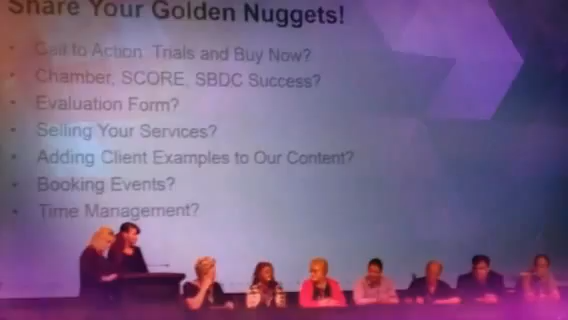 Share Your Golden Nuggets!
• Call to Action: Trials and Buy Now?
• Chamber, SCORE, SBDC Success?
• Evaluation Form?
• Selling Your Services?
• Adding Client Examples to Our Content?
• Booking Events?
• Time Management?